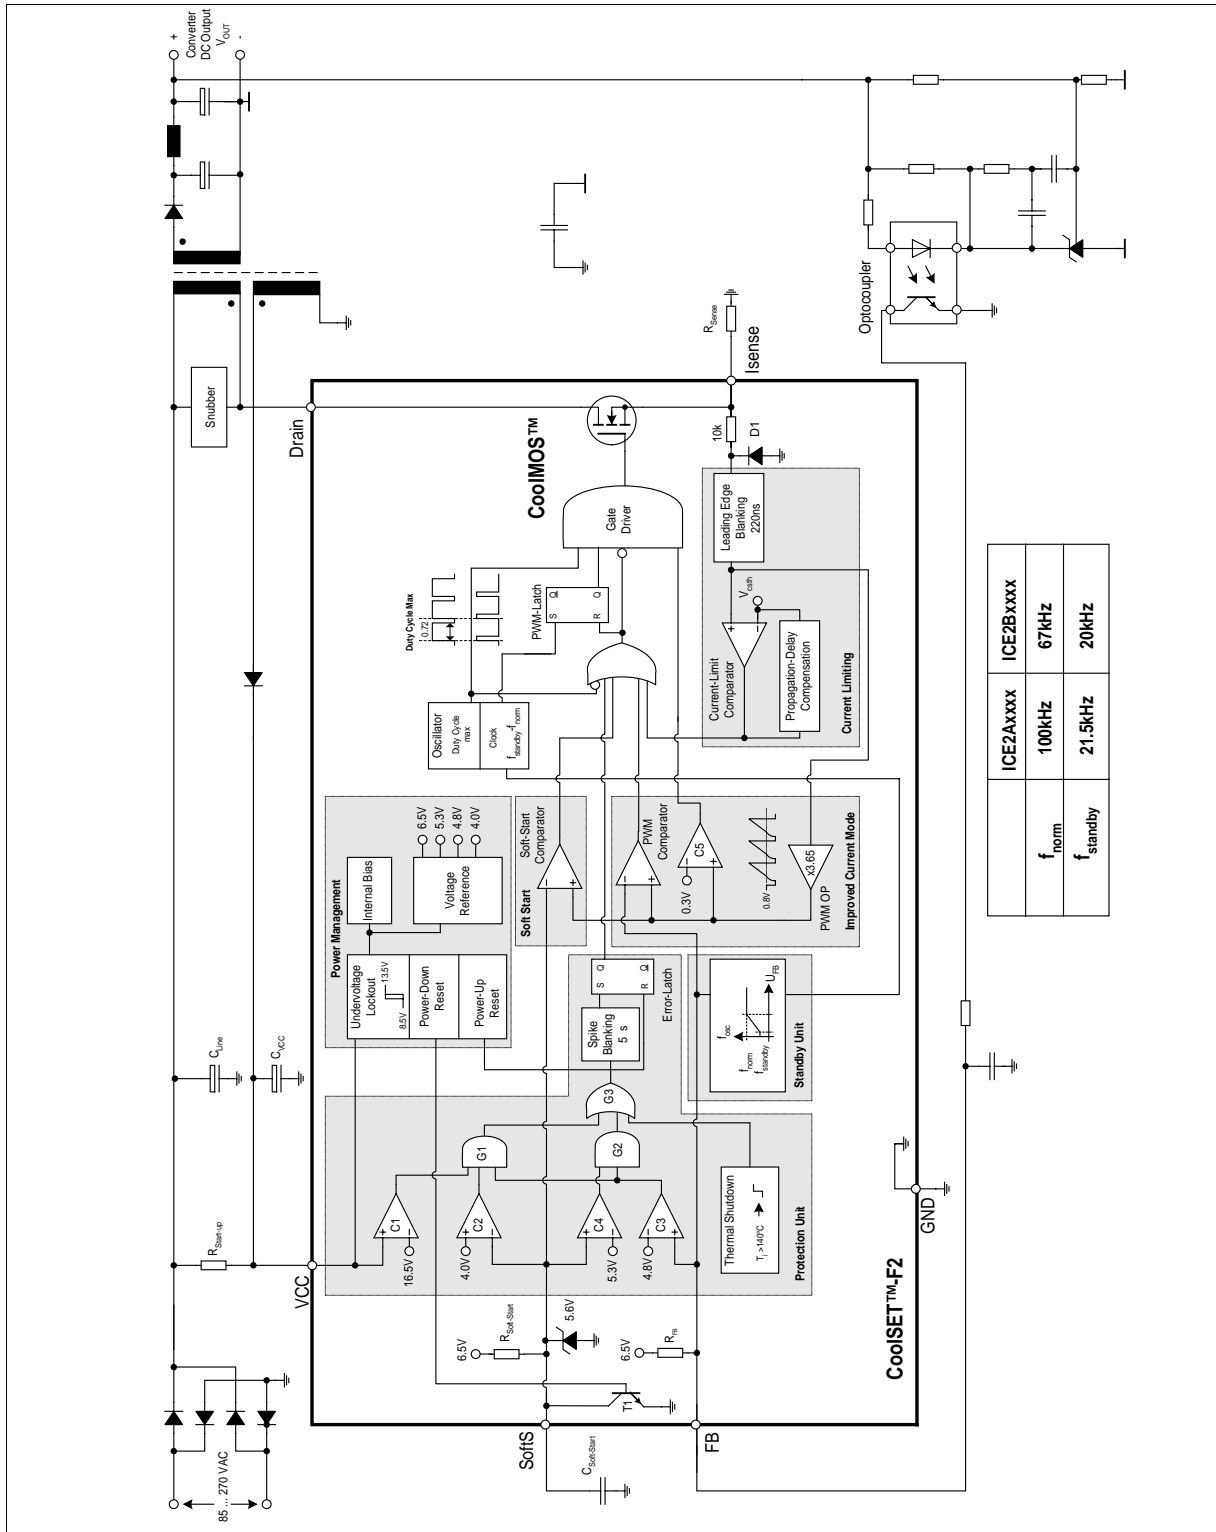 +
Converter
DC Output
V_OUT
-
Snubber
Drain
CoolMOS™
Gate
Driver
Duty Cycle Max
0.72
PWM-Latch
S Q
R Q̅
Oscillator
Duty Cycle
max
Clock
f_standby-f_norm
R_Sense
Isense
10k
D1
Leading Edge
Blanking
220ns
V_csth
+
-
Current-Limit
Comparator
Propagation-Delay
Compensation
Current Limiting
Optocoupler
Power Management
Internal Bias
Voltage
Reference
6.5V
5.3V
4.8V
4.0V
Undervoltage
Lockout
13.5V
8.5V
Power-Down
Reset
Power-Up
Reset
Soft-Start
Comparator
-
+
Soft Start
PWM
Comparator
-
+
0.3V
C5
-
+
0.8V
x3.65
PWM OP
Improved Current Mode
C_Line
C_VCC
Spike
Blanking
5 s
S Q
R Q̅
Error-Latch
f_osc
f_norm
f_standby
U_FB
Standby Unit
G3
G1
G2
R_Start-up
VCC
C1
+
-
16.5V
C2
+
-
4.0V
C4
+
-
5.3V
C3
-
+
4.8V
Thermal Shutdown
T_j >140°C
Protection Unit
6.5V
R_Soft-Start
5.6V
6.5V
R_FB
T1
SoftS
C_Soft-Start
FB
GND
CoolSET™-F2
85 ... 270 VAC
ICE2Axxxx ICE2Bxxxx
f_norm 100kHz 67kHz
f_standby 21.5kHz 20kHz